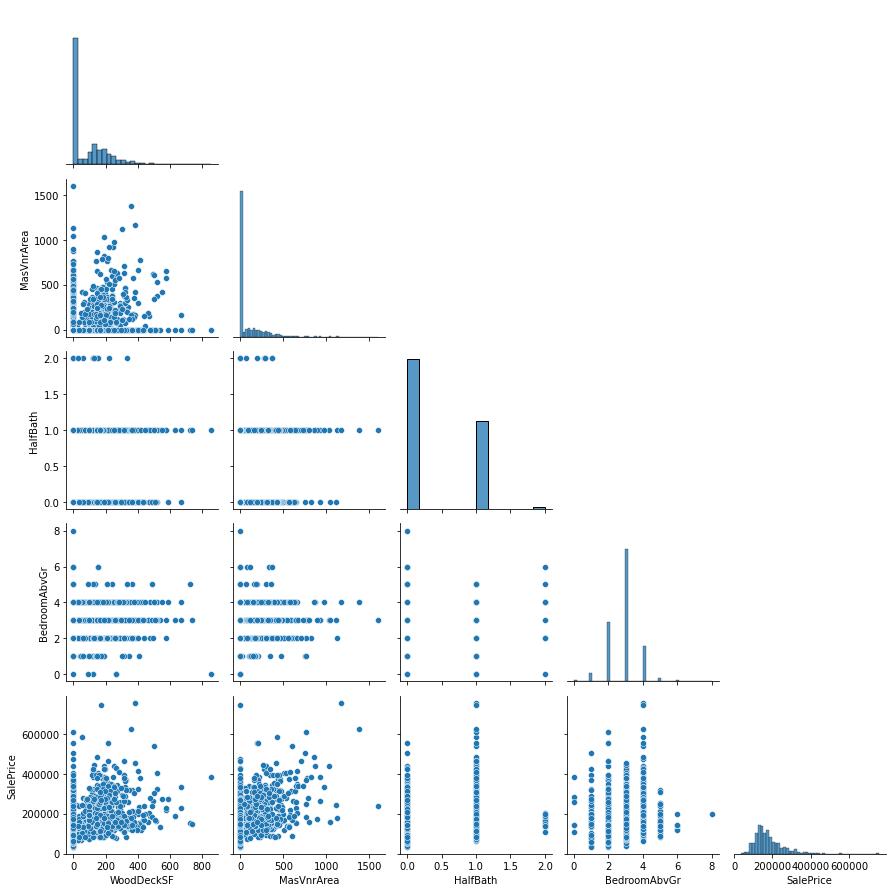 1500
1000
500
0
MasVnrArea
2.0
1.5
1.0
0.5
0.0
HalfBath
8
6
4
2
0
BedroomAbvGr
600000
400000
200000
0
SalePrice
0 200 400 600 800
WoodDeckSF
0 500 1000 1500
MasVnrArea
0.0 0.5 1.0 1.5 2.0
HalfBath
0 2 4 6 8
BedroomAbvGr
0 200000 400000 600000
SalePrice